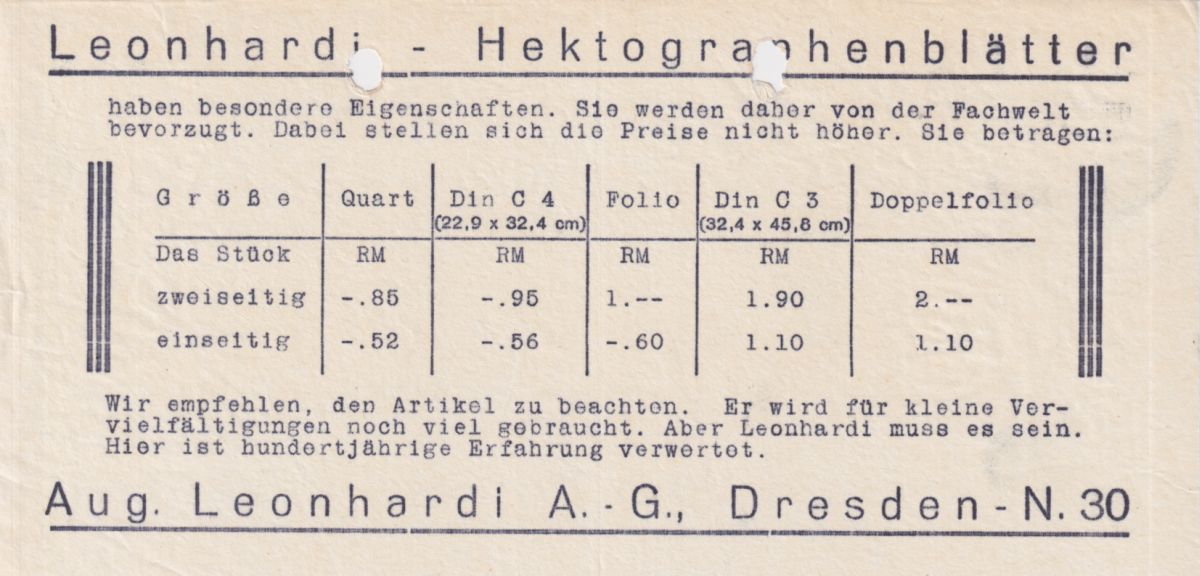 Leonhardi - Hektographenblätter
haben besondere Eigenschaften. Sie werden daher von der Fachwelt
bevorzugt. Dabei stellen sich die Preise nicht höher. Sie betragen:
Größe Quart Din C 4 Folio Din C 3 Doppelfolio
(22,9 x 32,4 cm) (32,4 x 45,8 cm)
Das Stück RM RM RM RM RM
zweiseitig -.85 -.95 1.-- 1.90 2.--
einseitig -.52 -.56 -.60 1.10 1.10
Wir empfehlen, den Artikel zu beachten. Er wird für kleine Ver-
vielfältigungen noch viel gebraucht. Aber Leonhardi muss es sein.
Hier ist hundertjährige Erfahrung verwertet.
Aug. Leonhardi A.-G., Dresden-N. 30